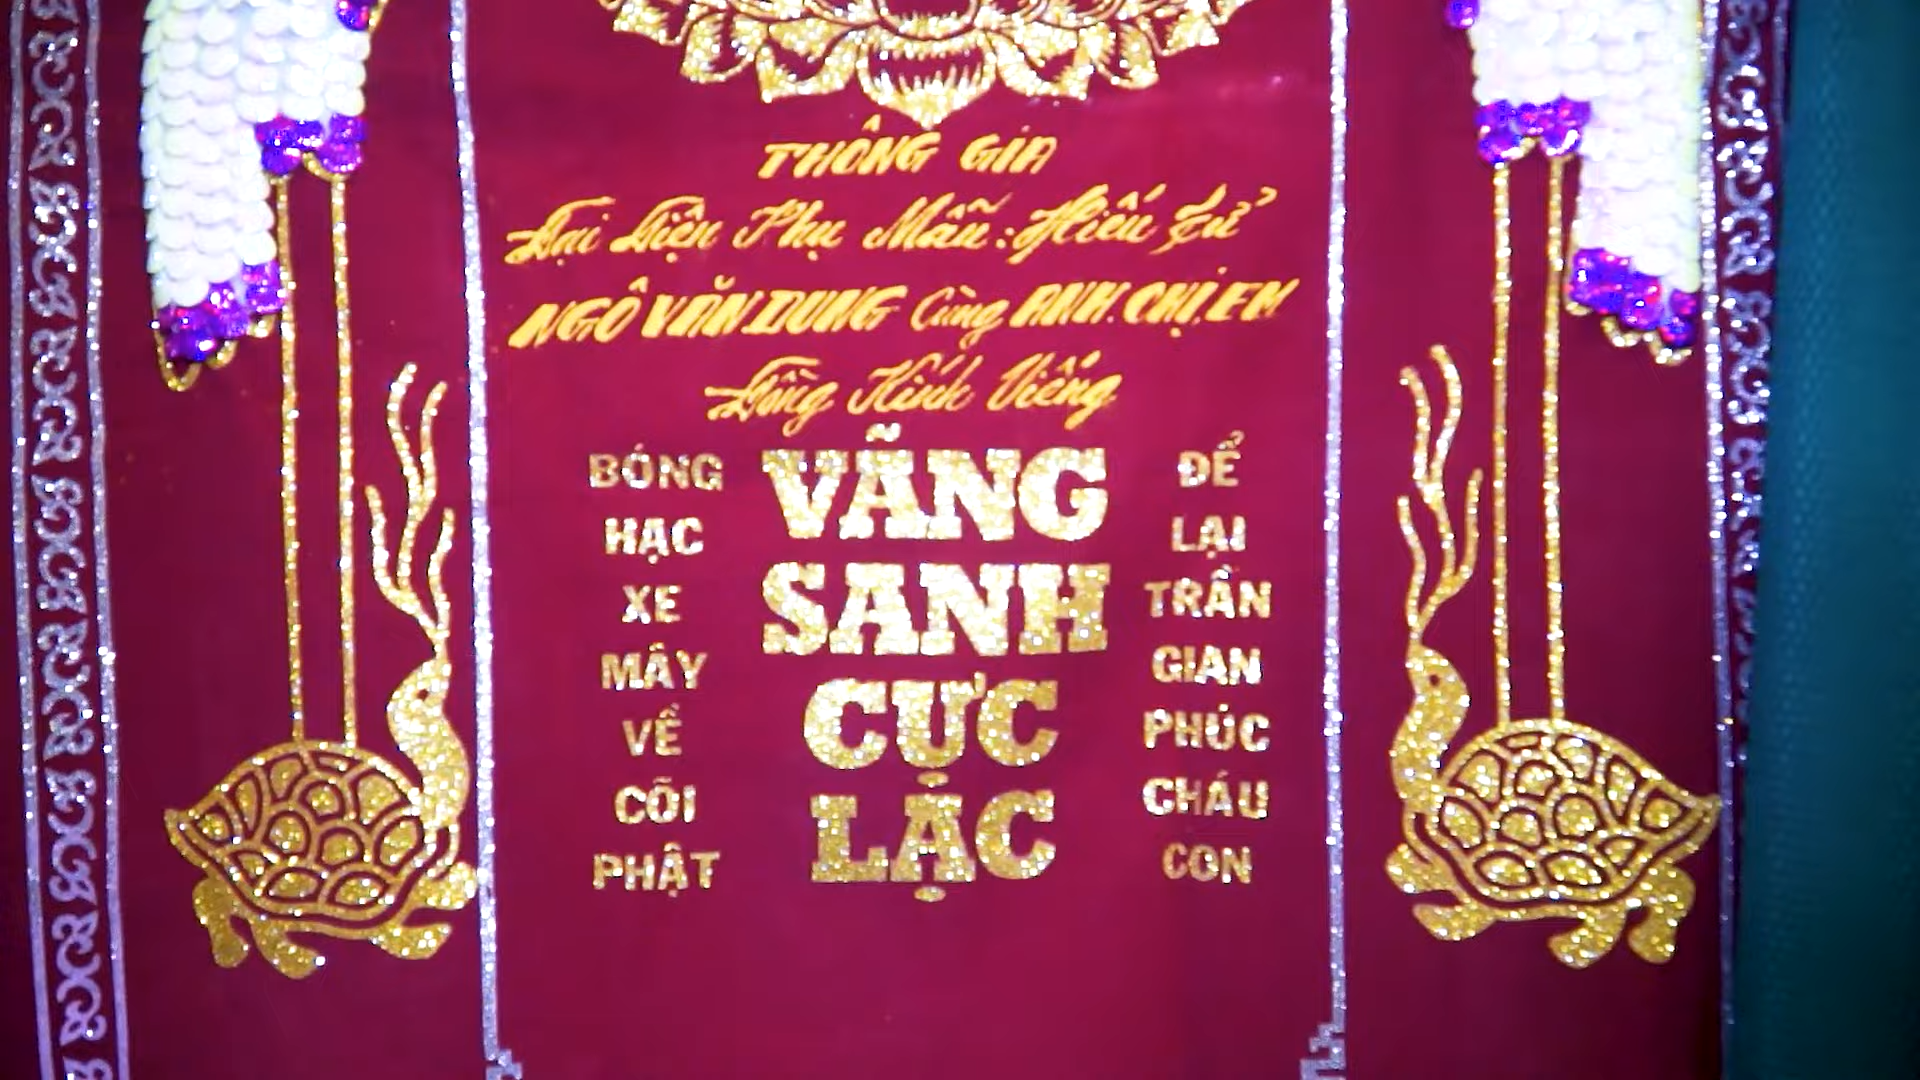 THÔNG GIA
Đại Diện Phụ Mẫu: Hiếu Tử
NGÔ VĂN DUNG Cùng ANH. CHỊ. EM
Đồng Kính Viếng
BÓNG
HẠC
XE
MÂY
VỀ
CÕI
PHẬT
VÃNG
SANH
CỰC
LẠC
ĐỂ
LẠI
TRẦN
GIAN
PHÚC
CHÁU
CON